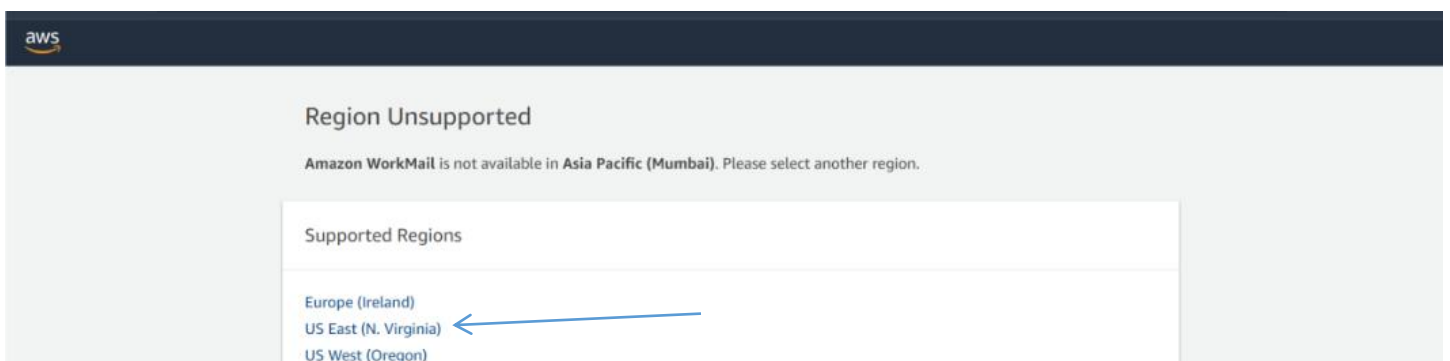 aws
Region Unsupported
Amazon WorkMail is not available in Asia Pacific (Mumbai). Please select another region.
Supported Regions
Europe (Ireland)
US East (N. Virginia)
US West (Oregon)